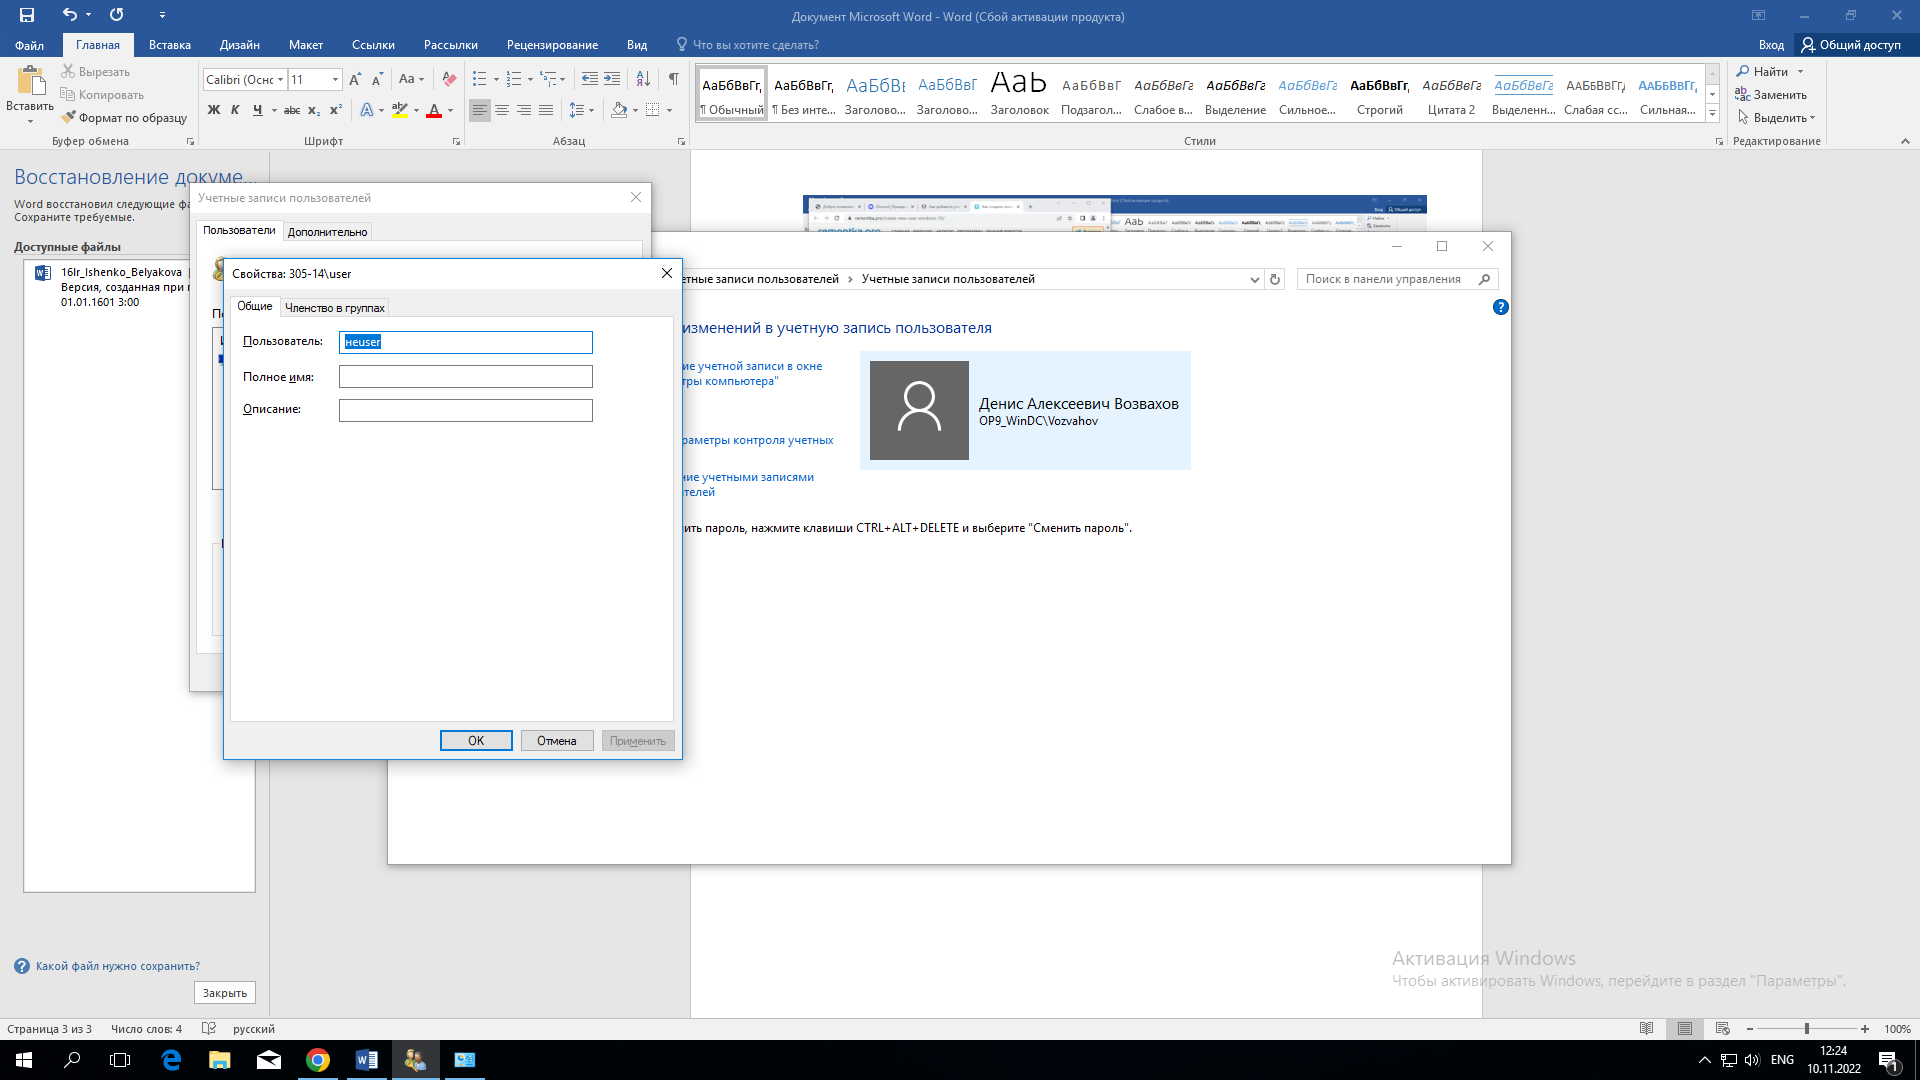 Документ Microsoft Word - Word (Сбой активации продукта)
Файл Главная Вставка Дизайн Макет Ссылки Рассылки Рецензирование Вид Что вы хотите сделать? Вход Общий доступ
Вставить
Вырезать
Копировать
Формат по образцу
Буфер обмена
Calibri (Оснс 11
Шрифт
Абзац
АаБбВвГг, АаБбВвГг, АаБбВг АаБбВвГ АаЬ АаБбВвГ АаБбВвГг АаБбВвГг АаБбВвГг АаБбВвГг, АаБбВвГг АаБбВвГг ААББВВГГ, ААББВВГГ,
¶ Обычный ¶ Без инте... Заголово... Заголово... Заголовок Подзагол... Слабое в... Выделение Сильное... Строгий Цитата 2 Выделенн... Слабая сс... Сильная...
Стили
Найти
Заменить
Выделить
Редактирование
Восстановление докуме...
Word восстановил следующие фа
Сохраните требуемые.
Доступные файлы
16Ir_Ishenko_Belyakova
Версия, созданная при п
01.01.1601 3:00
Какой файл нужно сохранить?
Закрыть
Учетные записи пользователей
Пользователи Дополнительно
Свойства: 305-14\user
Общие Членство в группах
Пользователь: неuser
Полное имя:
Описание:
OK Отмена Применить
етные записи пользователей › Учетные записи пользователей
Поиск в панели управления
изменений в учетную запись пользователя
ие учетной записи в окне
тры компьютера"
раметры контроля учетных
ние учетными записями
телей
Денис Алексеевич Возвахов
OP9_WinDC\Vozvahov
ить пароль, нажмите клавиши CTRL+ALT+DELETE и выберите "Сменить пароль".
Активация Windows
Чтобы активировать Windows, перейдите в раздел "Параметры".
Страница 3 из 3 Число слов: 4 русский
100%
ENG
12:24
10.11.2022
1